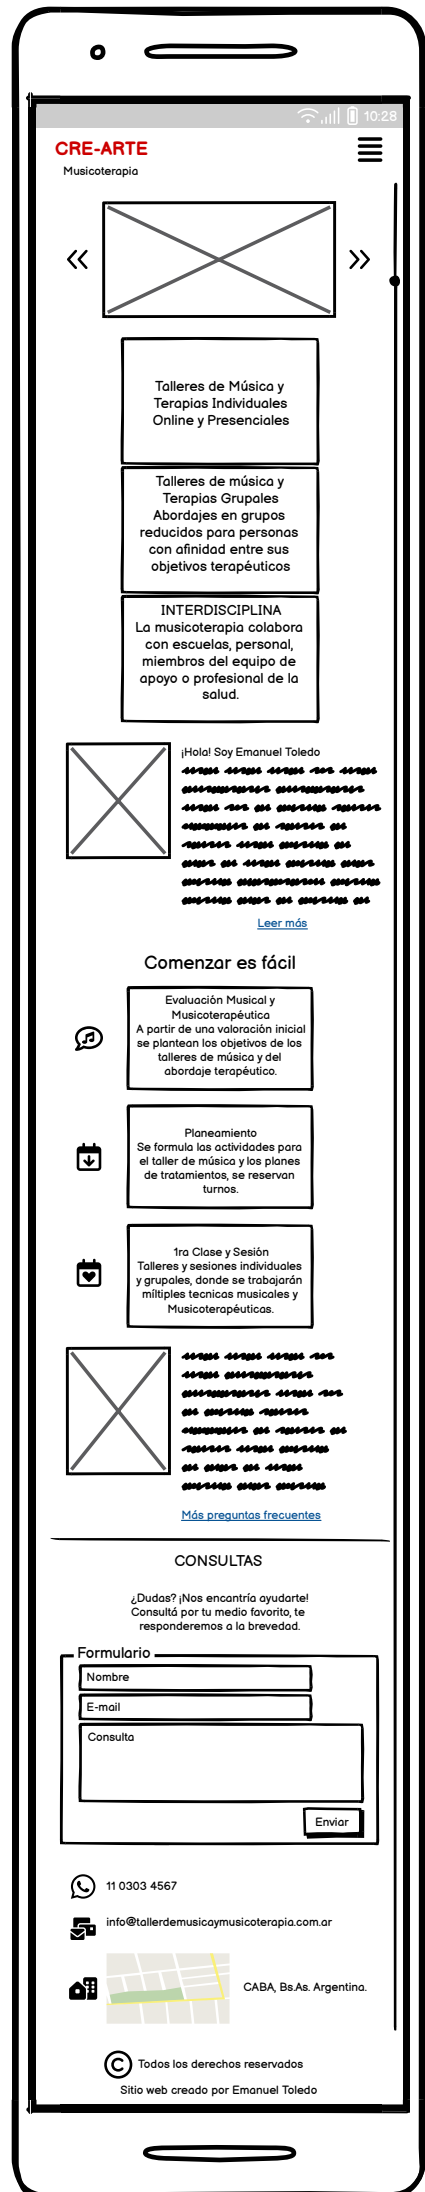 10:28
CRE-ARTE
Musicoterapia
Talleres de Música y
Terapias Individuales
Online y Presenciales
Talleres de música y
Terapias Grupales
Abordajes en grupos
reducidos para personas
con afinidad entre sus
objetivos terapéuticos
INTERDISCIPLINA
La musicoterapia colabora
con escuelas, personal,
miembros del equipo de
apoyo o profesional de la
salud.
¡Hola! Soy Emanuel Toledo
Leer más
Comenzar es fácil
Evaluación Musical y
Musicoterapéutica
A partir de una valoración inicial
se plantean los objetivos de los
talleres de música y del
abordaje terapéutico.
Planeamiento
Se formula las actividades para
el taller de música y los planes
de tratamientos, se reservan
turnos.
1ra Clase y Sesión
Talleres y sesiones individuales
y grupales, donde se trabajarán
míltiples tecnicas musicales y
Musicoterapéuticas.
Más preguntas frecuentes
CONSULTAS
¿Dudas? ¡Nos encantría ayudarte!
Consultá por tu medio favorito, te
responderemos a la brevedad.
Formulario
Nombre
E-mail
Consulta
Enviar
11 0303 4567
info@tallerdemusicaymusicoterapia.com.ar
CABA, Bs.As. Argentina.
© Todos los derechos reservados
Sitio web creado por Emanuel Toledo